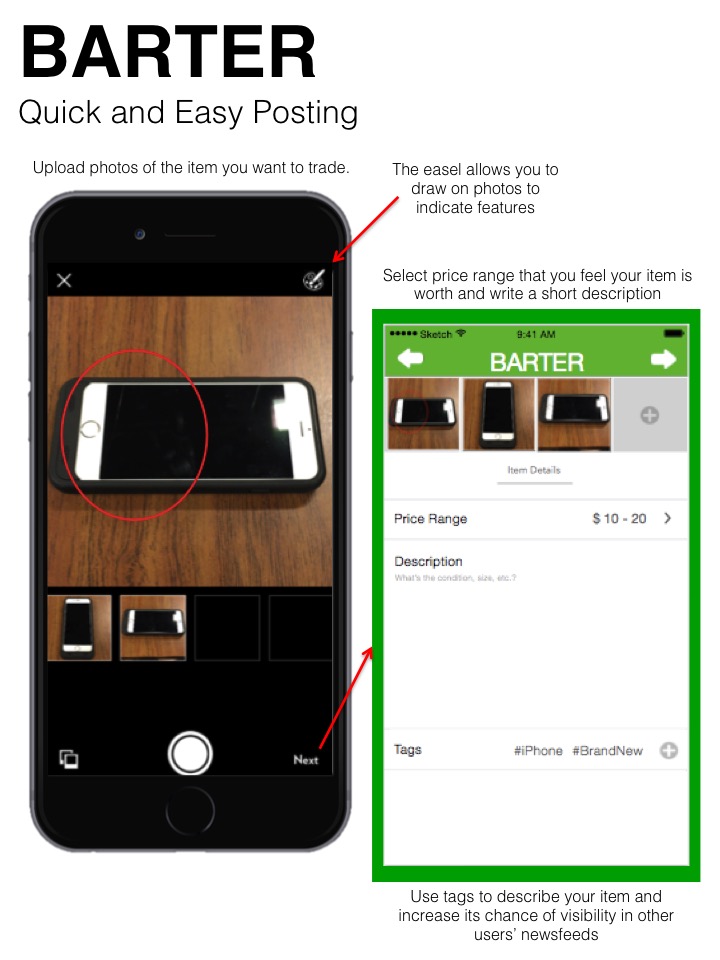 BARTER
Quick and Easy Posting
Upload photos of the item you want to trade.
The easel allows you to
draw on photos to
indicate features
Next
Select price range that you feel your item is
worth and write a short description
Sketch 9:41 AM
BARTER
Item Details
Price Range $ 10 - 20
Description
What's the condition, size, etc.?
Tags #iPhone #BrandNew
Use tags to describe your item and
increase its chance of visibility in other
users' newsfeeds